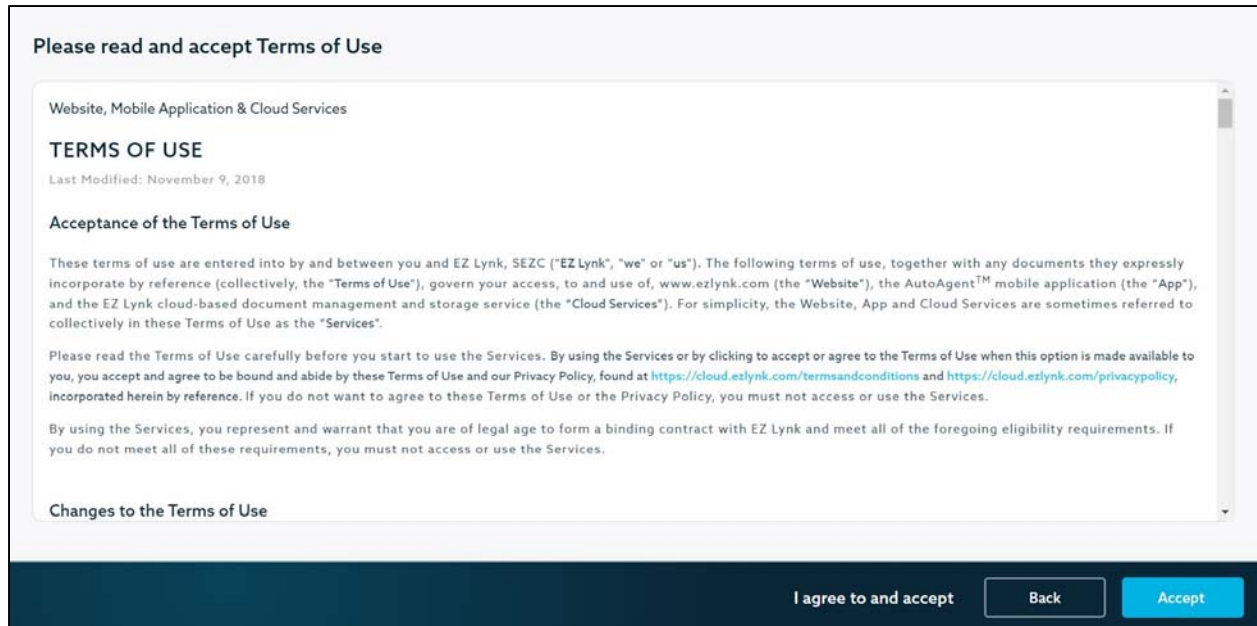 Please read and accept Terms of Use
Website, Mobile Application & Cloud Services
TERMS OF USE
Last Modified: November 9, 2018
Acceptance of the Terms of Use
These terms of use are entered into by and between you and EZ Lynk, SEZC ("EZ Lynk", "we" or "us"). The following terms of use, together with any documents they expressly
incorporate by reference (collectively, the "Terms of Use"), govern your access, to and use of, www.ezlynk.com (the "Website"), the AutoAgent™ mobile application (the "App"),
and the EZ Lynk cloud-based document management and storage service (the "Cloud Services"). For simplicity, the Website, App and Cloud Services are sometimes referred to
collectively in these Terms of Use as the "Services".
Please read the Terms of Use carefully before you start to use the Services. By using the Services or by clicking to accept or agree to the Terms of Use when this option is made available to
you, you accept and agree to be bound and abide by these Terms of Use and our Privacy Policy, found at https://cloud.ezlynk.com/termsandconditions and https://cloud.ezlynk.com/privacypolicy,
incorporated herein by reference. If you do not want to agree to these Terms of Use or the Privacy Policy, you must not access or use the Services.
By using the Services, you represent and warrant that you are of legal age to form a binding contract with EZ Lynk and meet all of the foregoing eligibility requirements. If
you do not meet all of these requirements, you must not access or use the Services.
Changes to the Terms of Use
I agree to and accept
Back
Accept